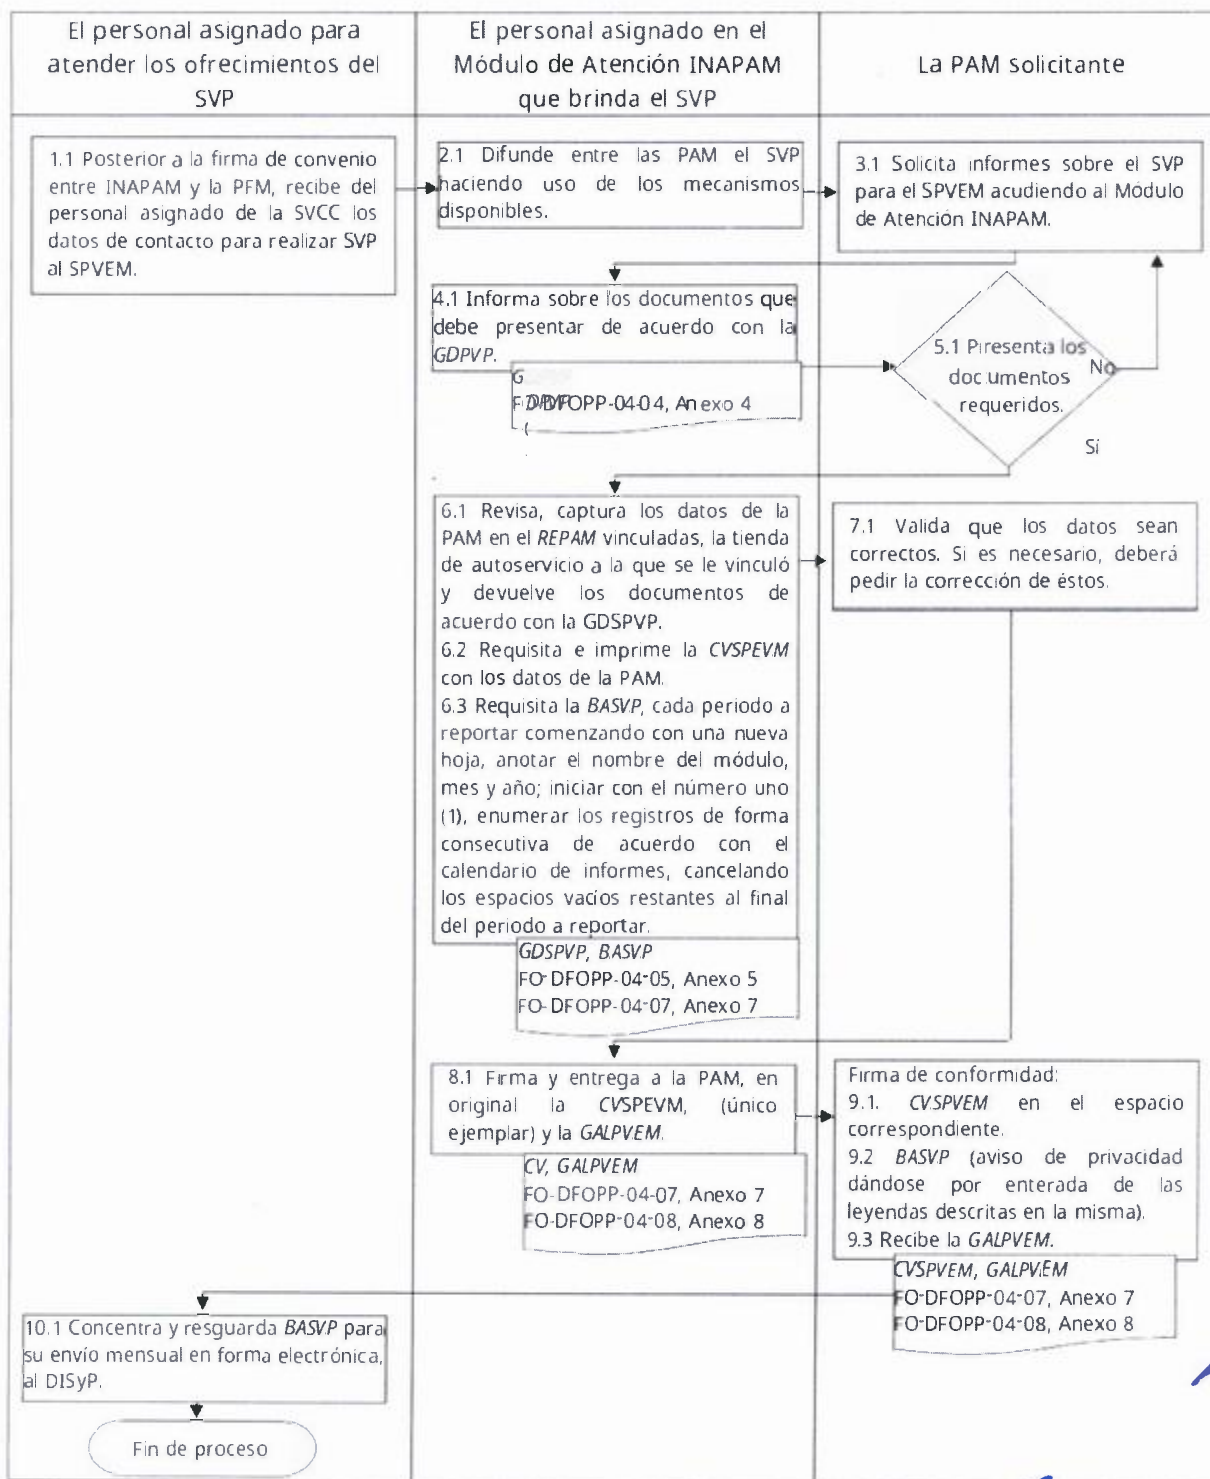 El personal asignado para
atender los ofrecimientos del
SVP
El personal asignado en el
Módulo de Atención INAPAM
que brinda el SVP
La PAM solicitante
1.1 Posterior a la firma de convenio
entre INAPAM y la PFM, recibe del
personal asignado de la SVCC los
datos de contacto para realizar SVP
al SPVEM.
2.1 Difunde entre las PAM el SVP
haciendo uso de los mecanismos
disponibles.
3.1 Solicita informes sobre el SVP
para el SPVEM acudiendo al Módulo
de Atención INAPAM.
4.1 Informa sobre los documentos que
debe presentar de acuerdo con la
GDPVP.
DFOPP-04-04, Anexo 4
5.1 Presenta los
documentos
requeridos.
No
Sí
6.1 Revisa, captura los datos de la
PAM en el REPAM vinculadas, la tienda
de autoservicio a la que se le vinculó
y devuelve los documentos de
acuerdo con la GDSPVP.
6.2 Requisita e imprime la CVSPEVM
con los datos de la PAM.
6.3 Requisita la BASVP, cada periodo a
reportar comenzando con una nueva
hoja, anotar el nombre del módulo,
mes y año; iniciar con el número uno
(1), enumerar los registros de forma
consecutiva de acuerdo con el
calendario de informes, cancelando
los espacios vacíos restantes al final
del periodo a reportar.
GDSPVP, BASVP
FO-DFOPP-04-05, Anexo 5
FO-DFOPP-04-07, Anexo 7
7.1 Valida que los datos sean
correctos. Si es necesario, deberá
pedir la corrección de éstos.
8.1 Firma y entrega a la PAM, en
original la CVSPEVM, (único
ejemplar) y la GALPVEM.
CV, GALPVEM
FO-DFOPP-04-07, Anexo 7
FO-DFOPP-04-08, Anexo 8
Firma de conformidad:
9.1. CVSPVEM en el espacio
correspondiente.
9.2 BASVP (aviso de privacidad
dándose por enterada de las
leyendas descritas en la misma).
9.3 Recibe la GALPVEM.
CVSPVEM, GALPVEM
FO-DFOPP-04-07, Anexo 7
FO-DFOPP-04-08, Anexo 8
10.1 Concentra y resguarda BASVP para
su envío mensual en forma electrónica,
al DISyP.
Fin de proceso